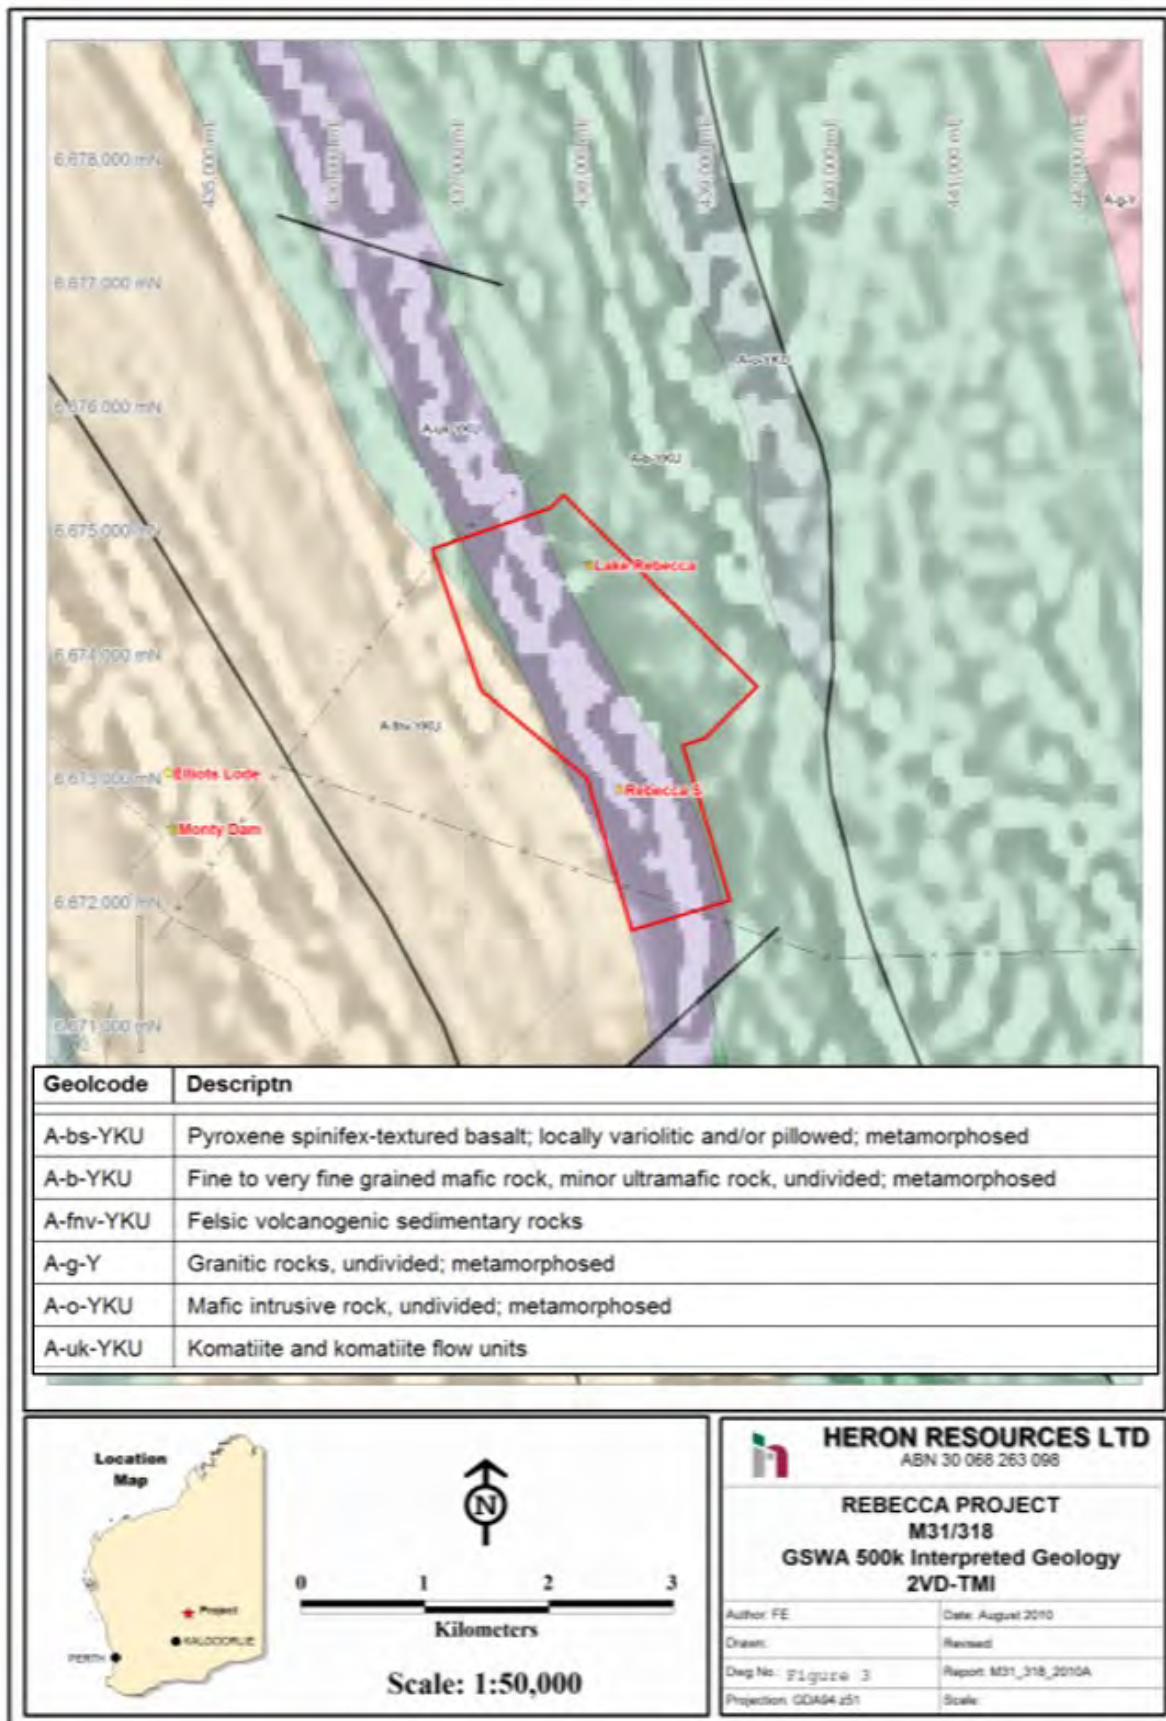 435,000 mE
436,000 mE
437,000 mE
438,000 mE
439,000 mE
440,000 mE
441,000 mE
442,000 mE
6,678,000 mN
A-g-Y
6,677,000 mN
A-o-YKU
6,676,000 mN
A-uk-YKU
A-b-YKU
6,675,000 mN
Lake Rebecca
6,674,000 mN
A-fnv-YKU
6,673,000 mN
Elliots Lode
Rebecca S
Monty Dam
6,672,000 mN
6,671,000 mN
Geolcode Descriptn
A-bs-YKU Pyroxene spinifex-textured basalt; locally variolitic and/or pillowed; metamorphosed
A-b-YKU Fine to very fine grained mafic rock, minor ultramafic rock, undivided; metamorphosed
A-fnv-YKU Felsic volcanogenic sedimentary rocks
A-g-Y Granitic rocks, undivided; metamorphosed
A-o-YKU Mafic intrusive rock, undivided; metamorphosed
A-uk-YKU Komatiite and komatiite flow units
Location
Map
Project
KALGOORLIE
PERTH
N
0 1 2 3
Kilometers
Scale: 1:50,000
HERON RESOURCES LTD
ABN 30 068 263 098
REBECCA PROJECT
M31/318
GSWA 500k Interpreted Geology
2VD-TMI
Author: FE Date: August 2010
Drawn: Revised:
Dwg No.: Figure 3 Report: M31_318_2010A
Projection: GDA94 z51 Scale: